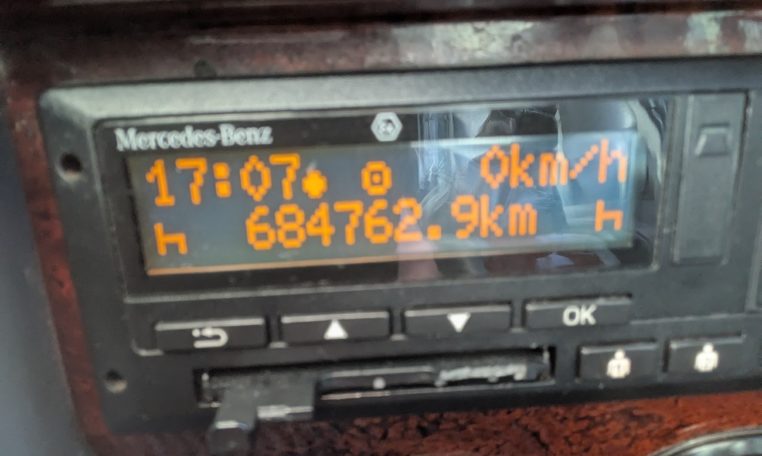 Mercedes-Benz
17:07 0km/h
684762.9km
OK